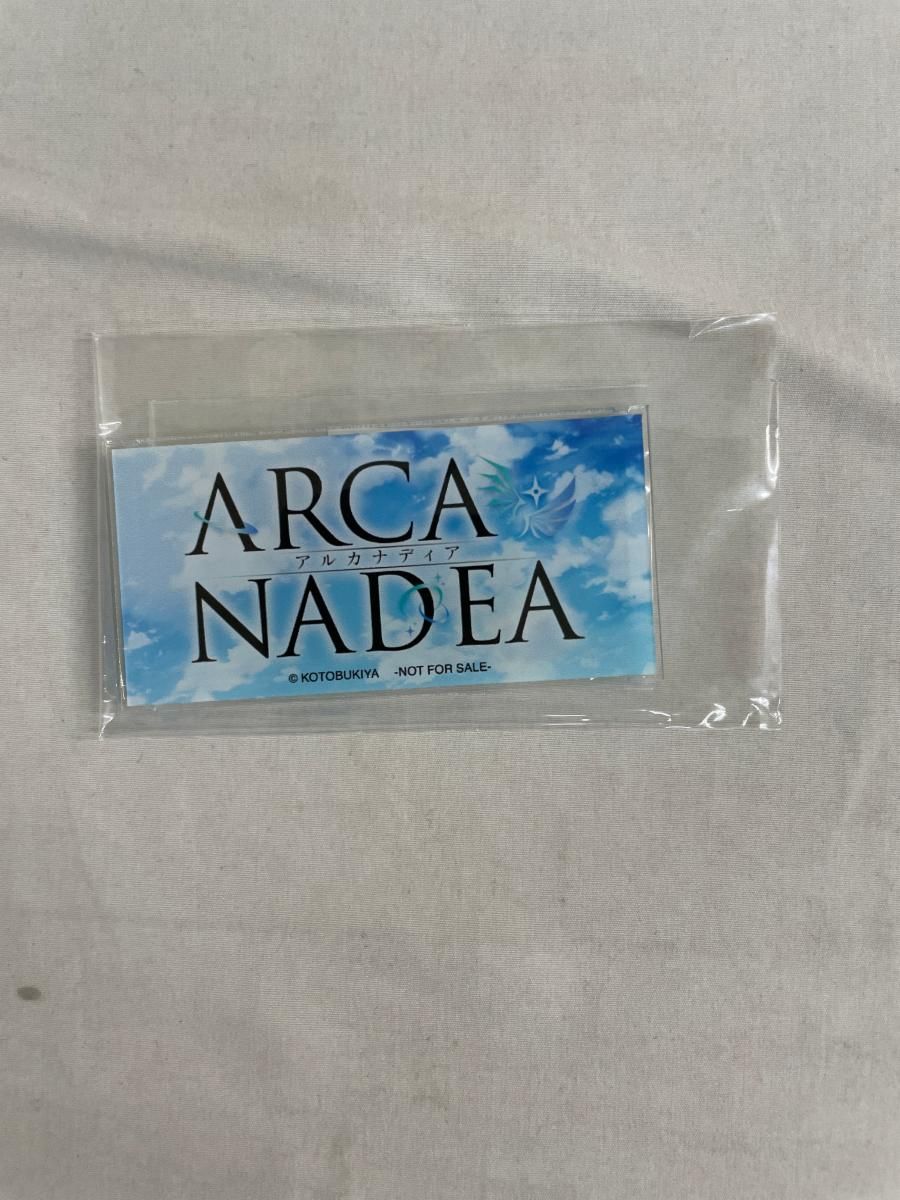 ARCA
アルカナディア
NADEA
© KOTOBUKIYA -NOT FOR SALE-